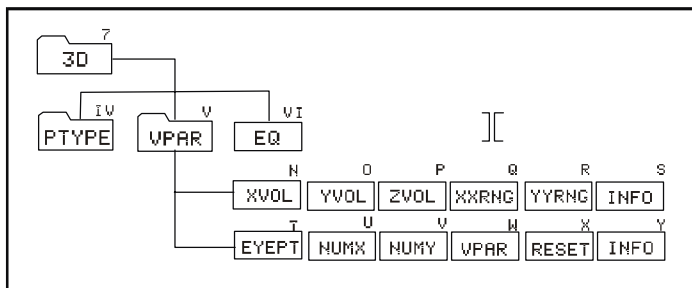 7
3D
IV V VI
PTYPE VPAR EQ
][
N O P Q R S
XVOL YVOL ZVOL XXRNG YYRNG INFO
T U V W X Y
EYEPT NUMX NUMY VPAR RESET INFO